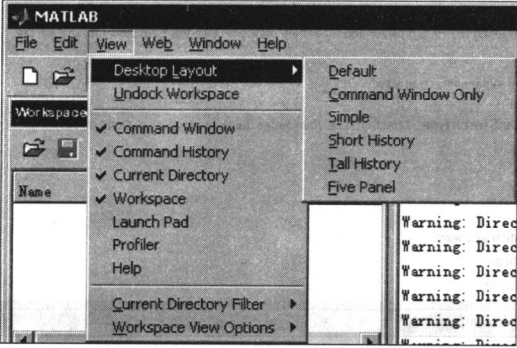 MATLAB
File Edit View Web Window Help
Desktop Layout
Undock Workspace
Command Window
Command History
Current Directory
Workspace
Launch Pad
Profiler
Help
Current Directory Filter
Workspace View Options
Default
Command Window Only
Simple
Short History
Tall History
Five Panel
Workspace
Name
Warning: Direc
Warning: Direc
Warning: Direc
Warning: Direc
Warning: Direc